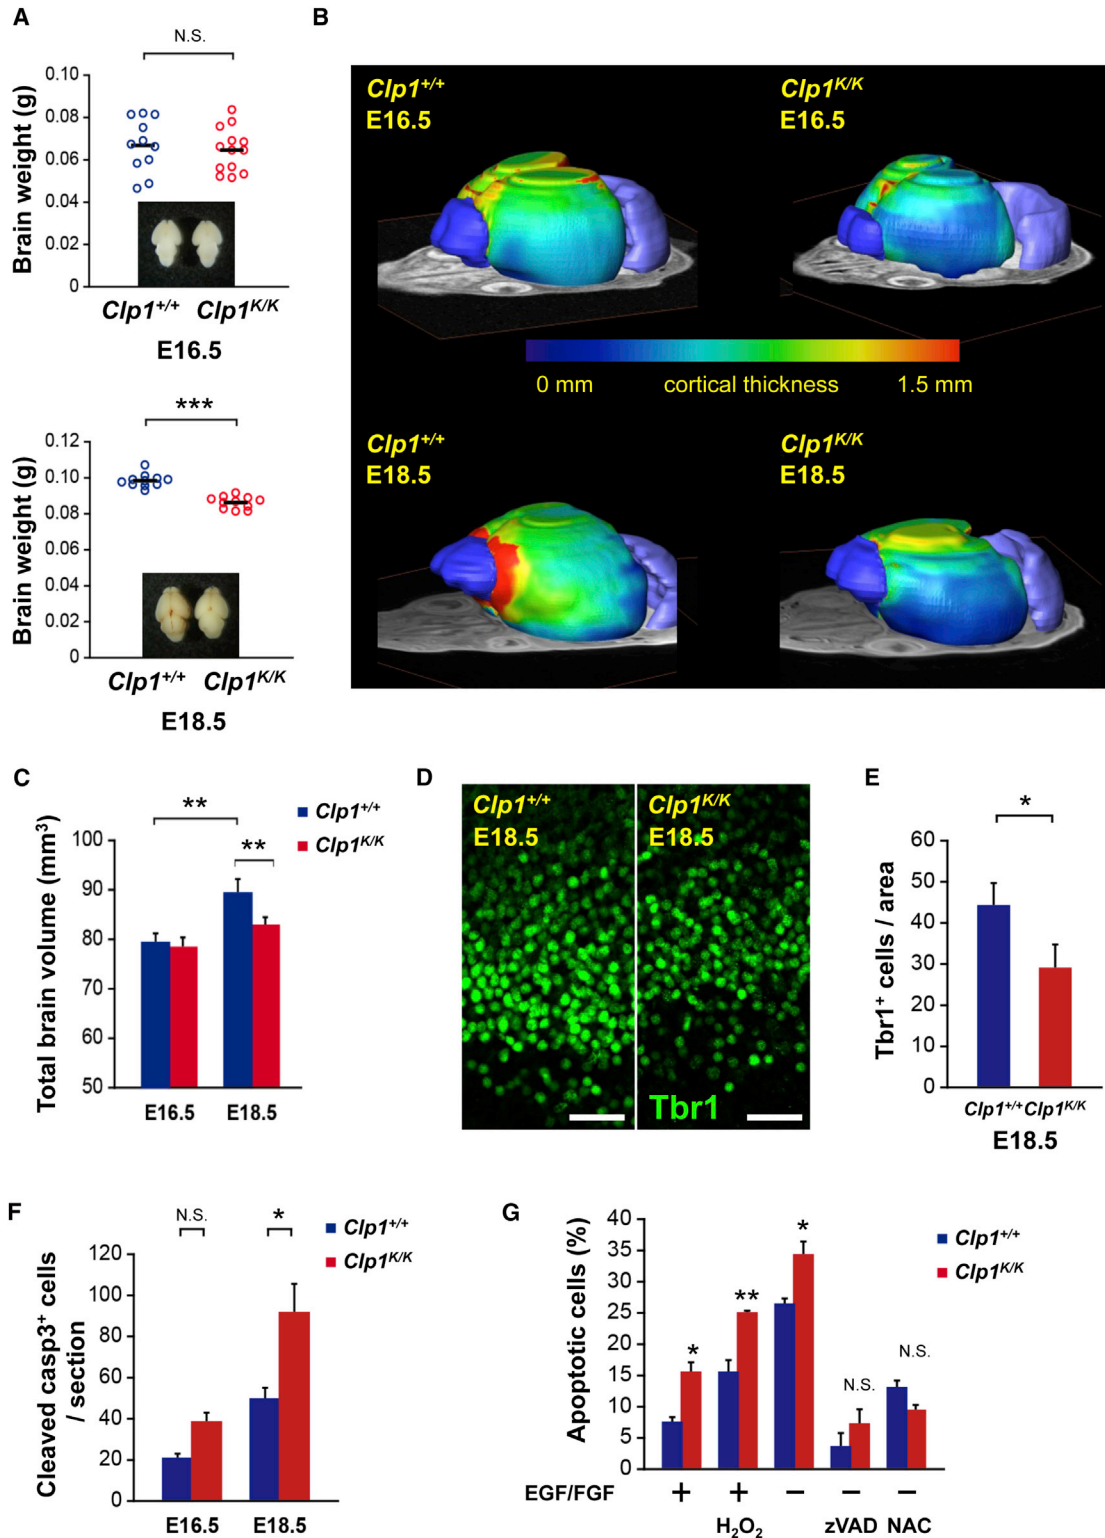 A
N.S.
0.10
0.08
0.06
0.04
0.02
0
Brain weight (g)
Clp1+/+ Clp1K/K
E16.5
***
0.12
0.10
0.08
0.06
0.04
0.02
0
Brain weight (g)
Clp1+/+ Clp1K/K
E18.5
B
Clp1+/+
E16.5
Clp1K/K
E16.5
0 mm cortical thickness 1.5 mm
Clp1+/+
E18.5
Clp1K/K
E18.5
C
** 
**
Clp1+/+
Clp1K/K
100
90
80
70
60
50
Total brain volume (mm3)
E16.5 E18.5
D
Clp1+/+
E18.5
Clp1K/K
E18.5
Tbr1
E
*
60
50
40
30
20
10
0
Tbr1+ cells / area
Clp1+/+ Clp1K/K
E18.5
F
N.S.
*
Clp1+/+
Clp1K/K
120
100
80
60
40
20
0
Cleaved casp3+ cells
/ section
E16.5 E18.5
G
40
35
30
25
20
15
10
5
0
Apoptotic cells (%)
*
**
*
N.S.
N.S.
Clp1+/+
Clp1K/K
EGF/FGF + + − − −
H2O2 zVAD NAC